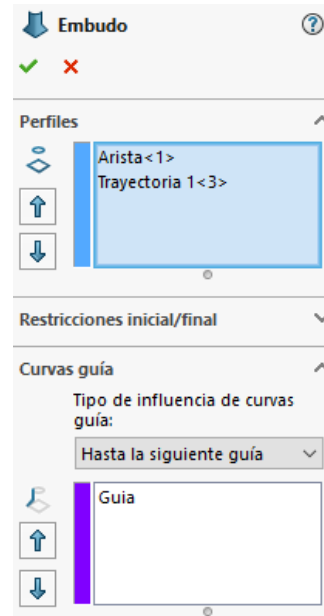 Embudo
?
Perfiles
Arista<1>
Trayectoria 1<3>
Restricciones inicial/final
Curvas guía
Tipo de influencia de curvas
guía:
Hasta la siguiente guía
Guia